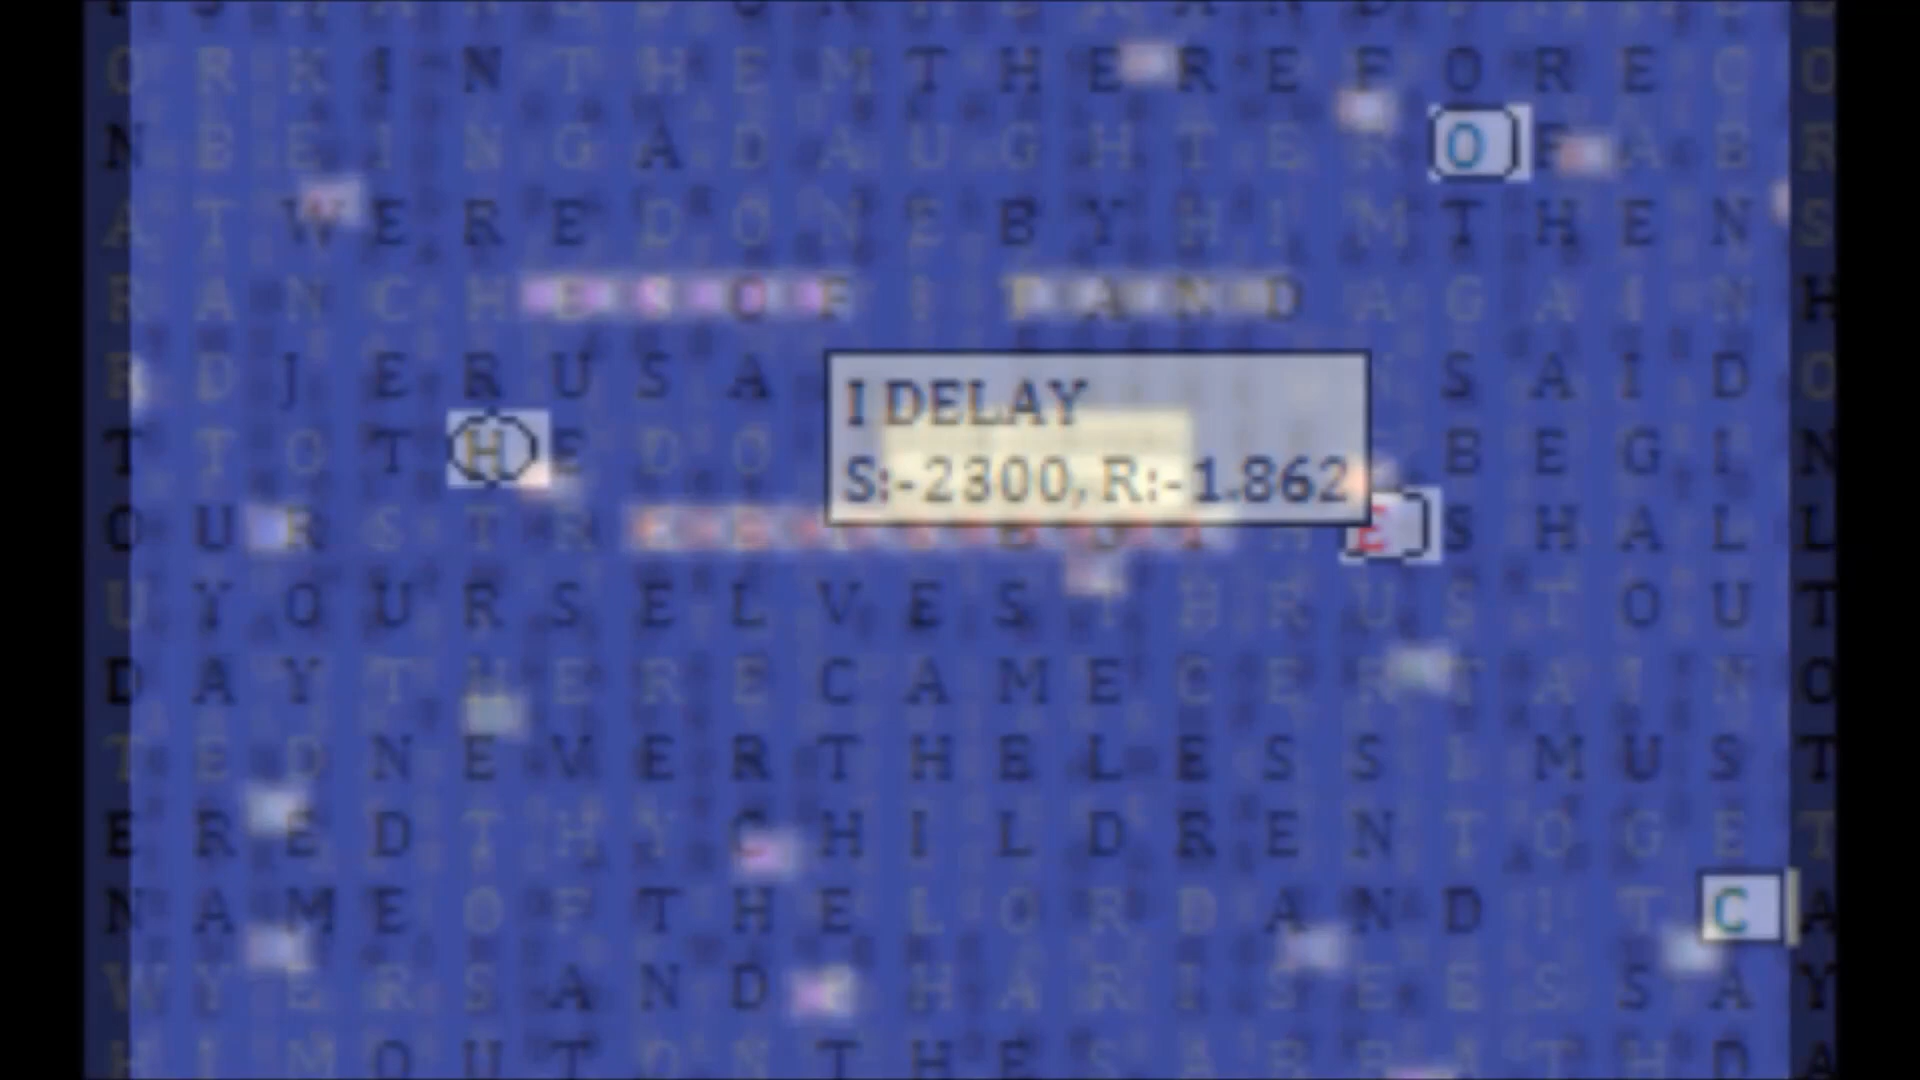 O R K I N T H E M T H E R E F O R E C O
N B E I N G A D A U G H T E R O F A B R
A T W E R E D O N E B Y H I M T H E N S
R A N C H E S O F I T A N D A G A I N H
R D J E R U S A S A I D O
T T O T H E D O B E G I N
O U R S T R E S H A L L
U Y O U R S E L V E S T H R U S T O U T
D A Y T H E R E C A M E C E R T A I N O
T E D N E V E R T H E L E S S I M U S T
E R E D T H Y C H I L D R E N T O G E T
N A M E O F T H E L O R D A N D I T C A
W Y E R S A N D P H A R I S E E S S A Y
H I M O U T O N T H E S A B B A T H D A
I DELAY
S:-2300, R:-1.862